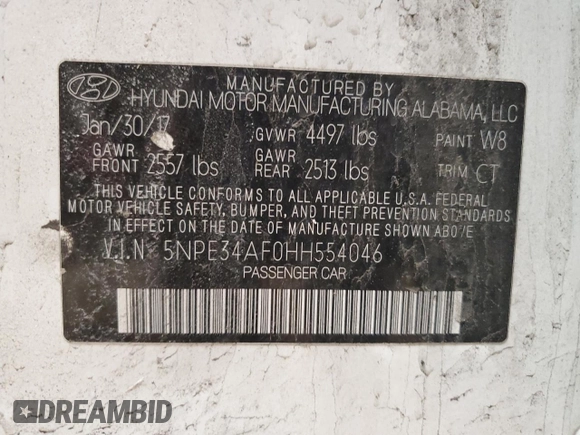 MANUFACTURED BY
HYUNDAI MOTOR MANUFACTURING ALABAMA, LLC
Jan/30/17 GVWR 4497 lbs PAINT W8
GAWR FRONT 2557 lbs GAWR REAR 2513 lbs TRIM CT
THIS VEHICLE CONFORMS TO ALL APPLICABLE U.S.A. FEDERAL
MOTOR VEHICLE SAFETY, BUMPER, AND THEFT PREVENTION STANDARDS
IN EFFECT ON THE DATE OF MANUFACTURE SHOWN ABOVE
V.I.N 5NPE34AF0HH554046
PASSENGER CAR
DREAMBID